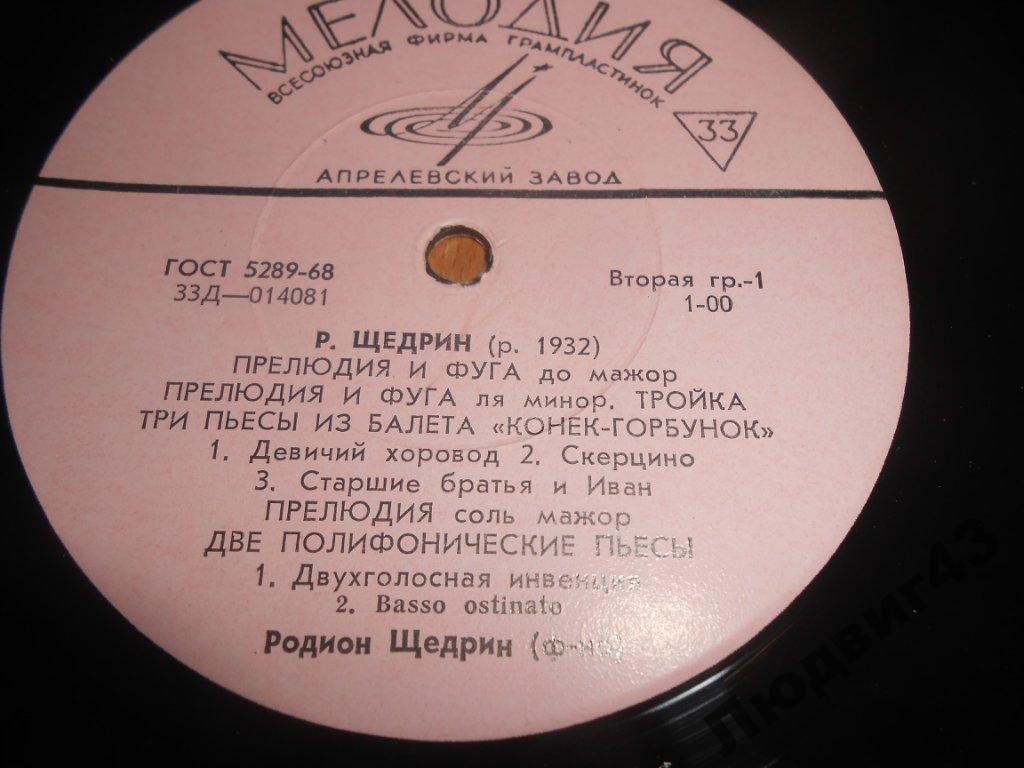 МЕЛОДИЯ
ВСЕСОЮЗНАЯ ФИРМА ГРАМПЛАСТИНОК
33
АПРЕЛЕВСКИЙ ЗАВОД
ГОСТ 5289-68
Вторая гр.-1
33Д—014081
1-00
Р. ЩЕДРИН (р. 1932)
ПРЕЛЮДИЯ И ФУГА до мажор
ПРЕЛЮДИЯ И ФУГА ля минор. ТРОЙКА
ТРИ ПЬЕСЫ ИЗ БАЛЕТА «КОНЕК-ГОРБУНОК»
1. Девичий хоровод 2. Скерцино
3. Старшие братья и Иван
ПРЕЛЮДИЯ соль мажор
ДВЕ ПОЛИФОНИЧЕСКИЕ ПЬЕСЫ
1. Двухголосная инвенция
2. Basso ostinato
Родион Щедрин (ф-но)
Людвиг43